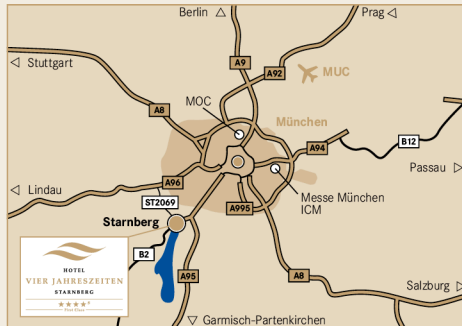 Berlin
Prag
Stuttgart
A9
A92
MUC
A8
MOC
München
A94
B12
Passau
A96
Lindau
ST2069
Messe München
ICM
A995
Starnberg
B2
HOTEL
VIER JAHRESZEITEN
STARNBERG
A95
A8
Salzburg
Garmisch-Partenkirchen